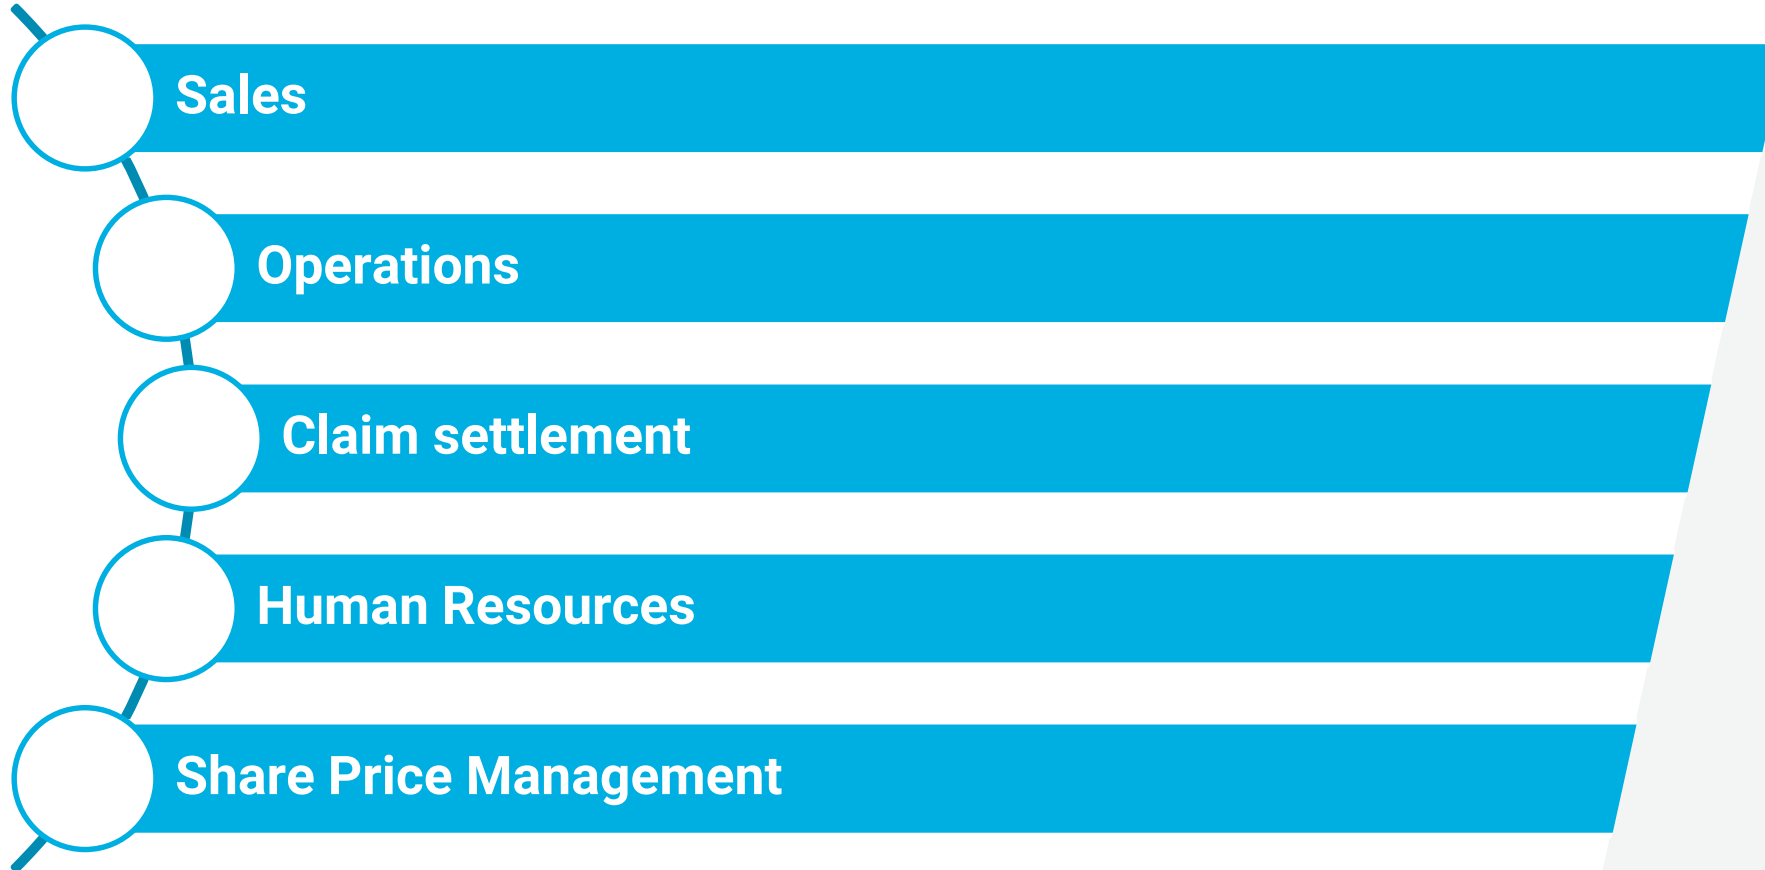 Sales
Operations
Claim settlement
Human Resources
Share Price Management